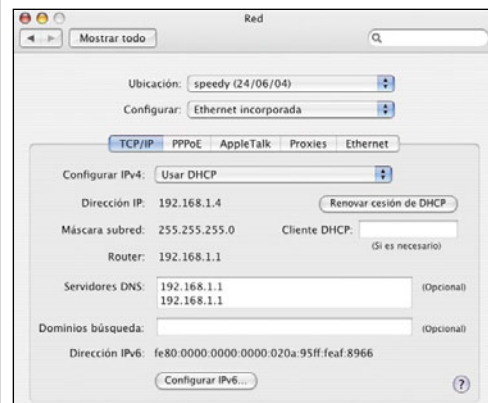 Red
Mostrar todo
Ubicación: speedy (24/06/04)
Configurar: Ethernet incorporada
TCP/IP PPPoE AppleTalk Proxies Ethernet
Configurar IPv4: Usar DHCP
Dirección IP: 192.168.1.4 Renovar cesión de DHCP
Máscara subred: 255.255.255.0 Cliente DHCP:
(Si es necesario)
Router: 192.168.1.1
Servidores DNS: 192.168.1.1 (Opcional)
192.168.1.1
Dominios búsqueda: (Opcional)
Dirección IPv6: fe80:0000:0000:0000:020a:95ff:feaf:8966
Configurar IPv6... ?